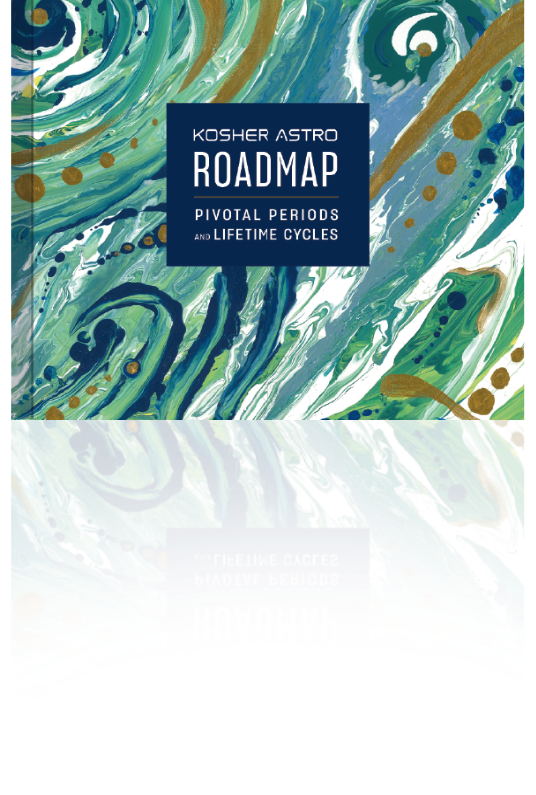 KOSHER ASTRO
ROADMAP
PIVOTAL PERIODS
AND LIFETIME CYCLES